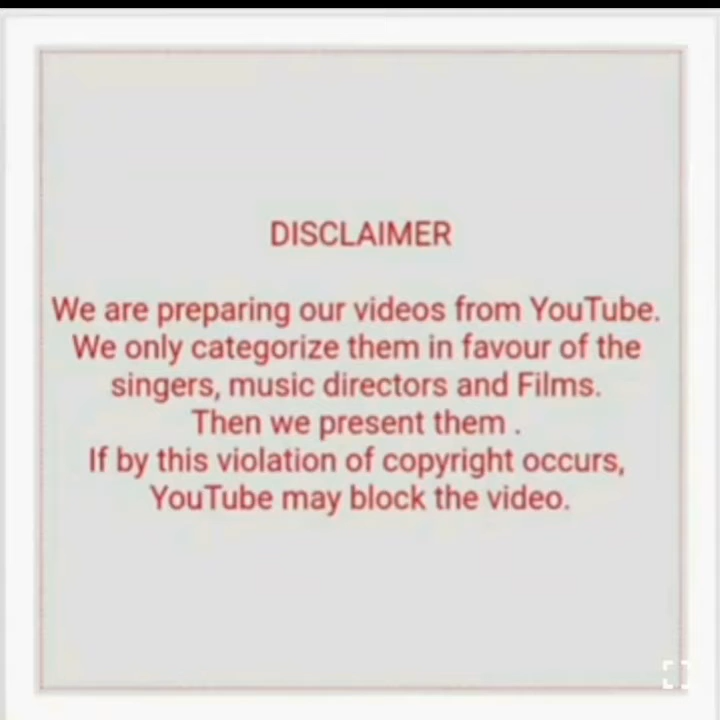 DISCLAIMER
We are preparing our videos from YouTube.
We only categorize them in favour of the
singers, music directors and Films.
Then we present them .
If by this violation of copyright occurs,
YouTube may block the video.